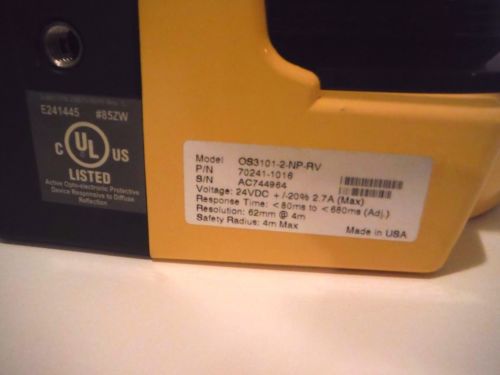 E241445 #85ZW
C UL US
LISTED
Active Opto-electronic Protective
Device Responsive to Diffuse
Reflection
Model OS3101-2-NP-RV
P/N 70241-1016
S/N AC744964
Voltage: 24VDC +/-20% 2.7A (Max)
Response Time: <80ms to <680ms (Adj.)
Resolution: 62mm @ 4m
Safety Radius: 4m Max
Made in USA